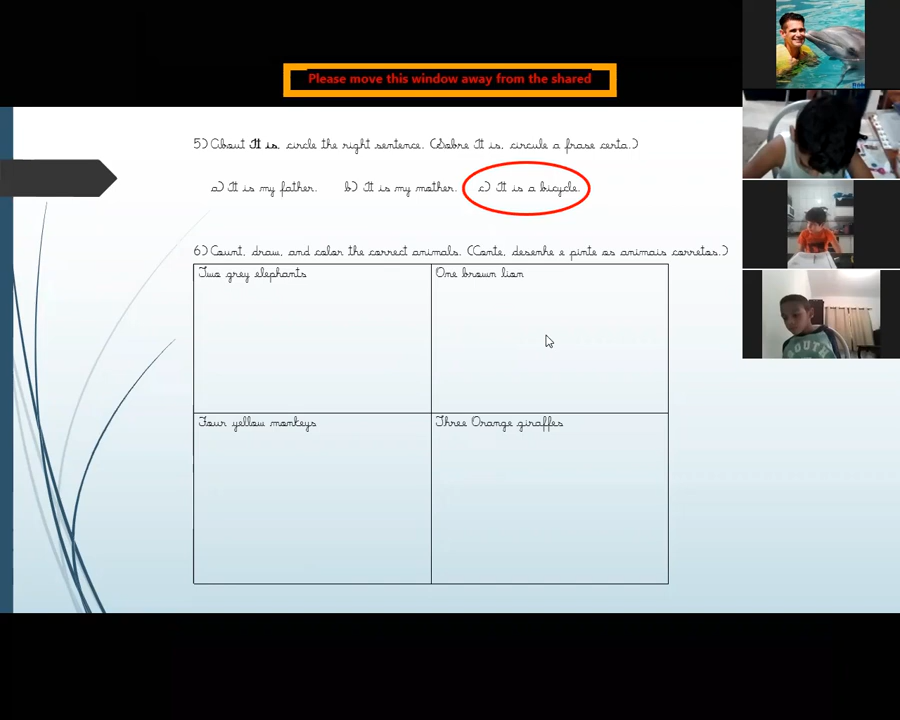 Please move this window away from the shared
5) About It is, circle the right sentence. (Sobre It is, circule a frase certa.)
a) It is my father. b) It is my mother. c) It is a bicycle.
6) Count, draw, and color the correct animals. (Conte, desenhe e pinte os animais corretos.)
Two grey elephants
One brown lion
Four yellow monkeys
Three Orange giraffes
OUTH